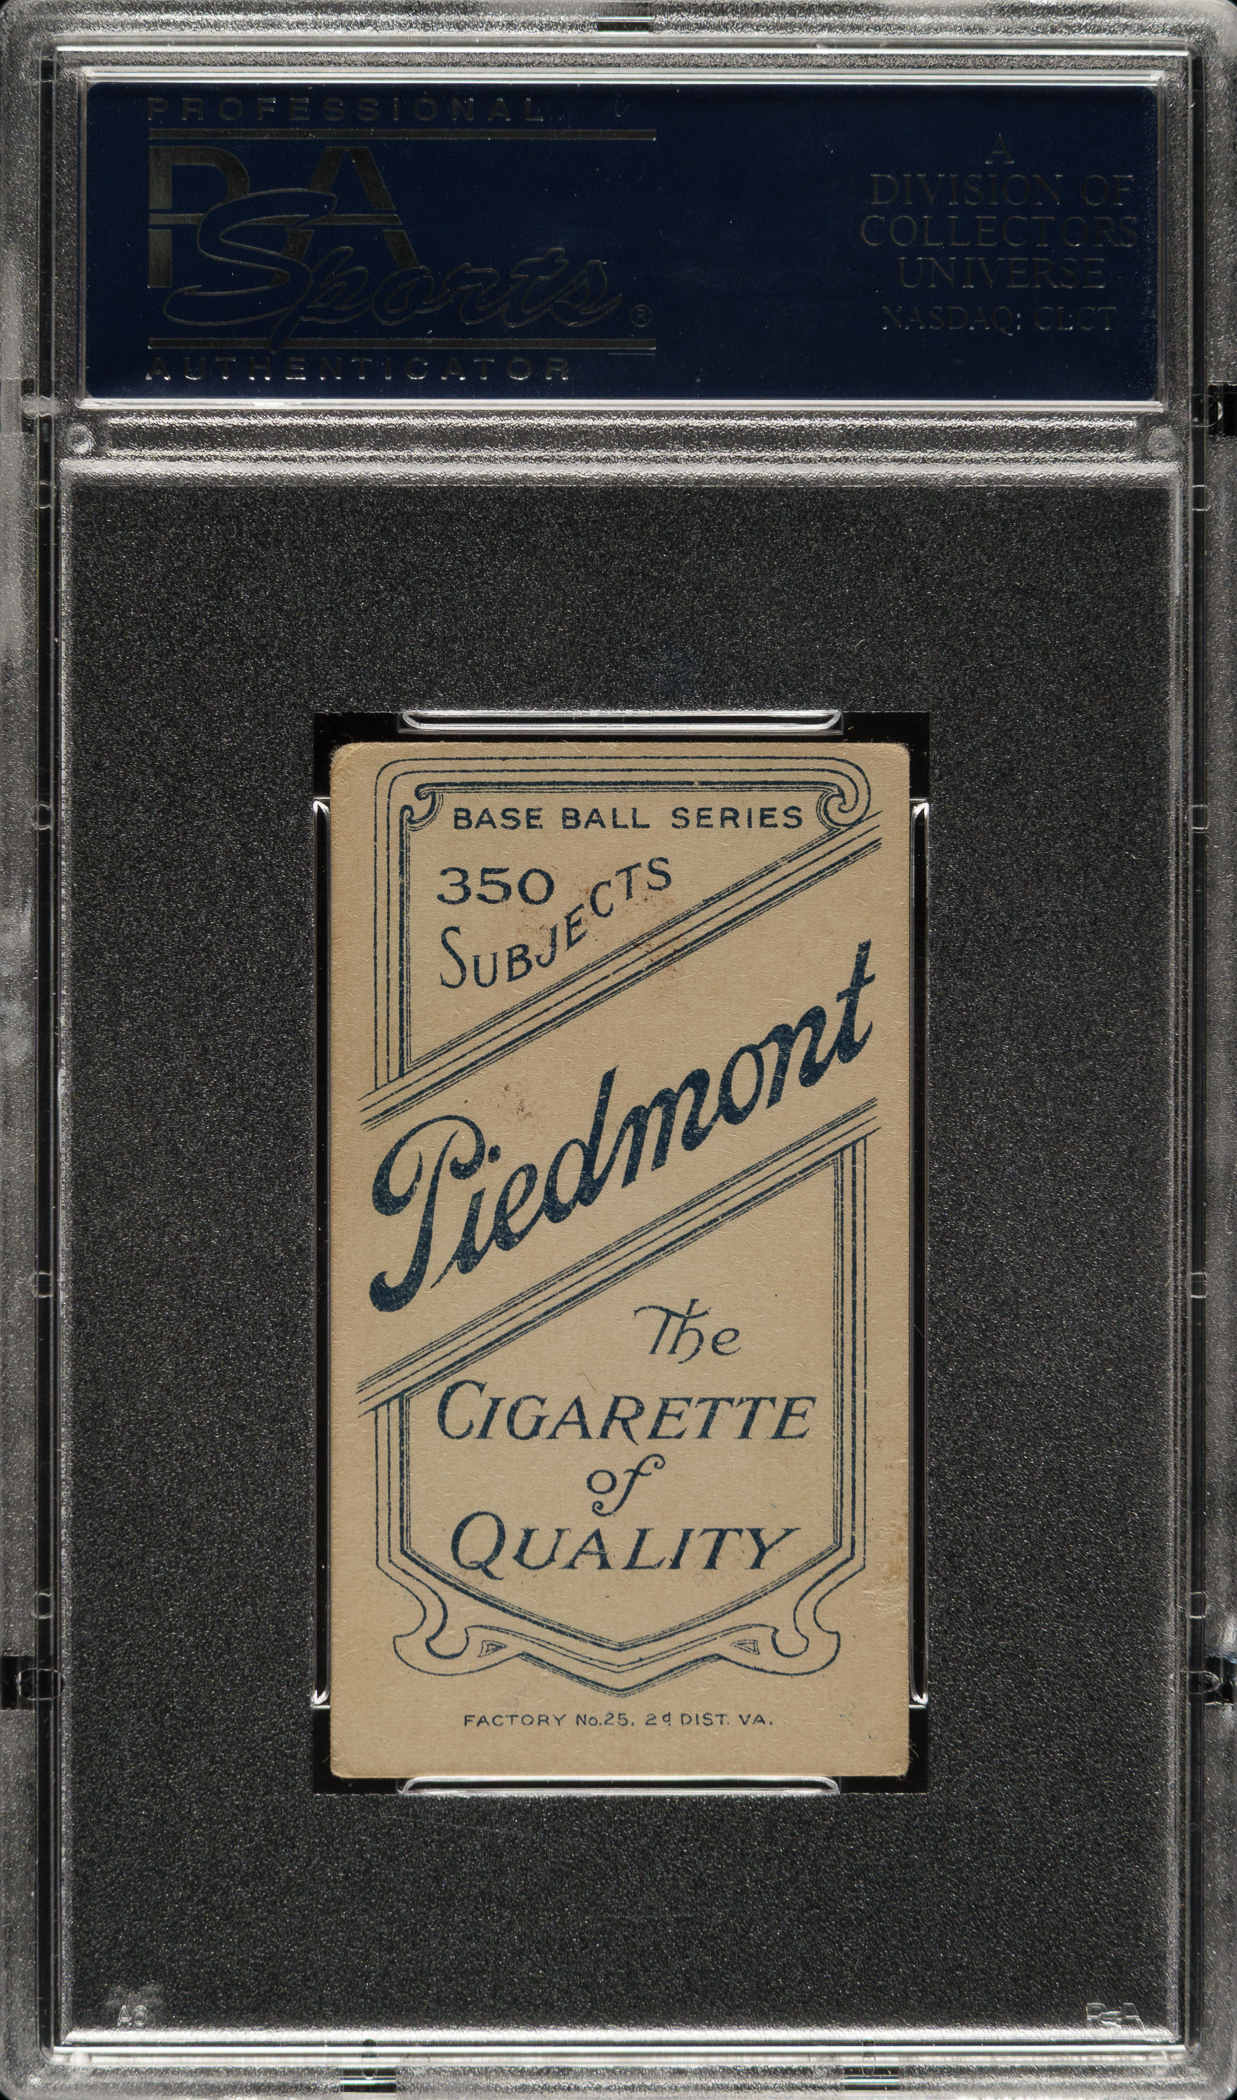 PROFESSIONAL
PSA
Sports®
AUTHENTICATOR
A
DIVISION OF
COLLECTORS
UNIVERSE
NASDAQ: CLCT
BASE BALL SERIES
350
SUBJECTS
Piedmont
The
CIGARETTE
of
QUALITY
FACTORY No.25, 2d DIST. VA.
PSA